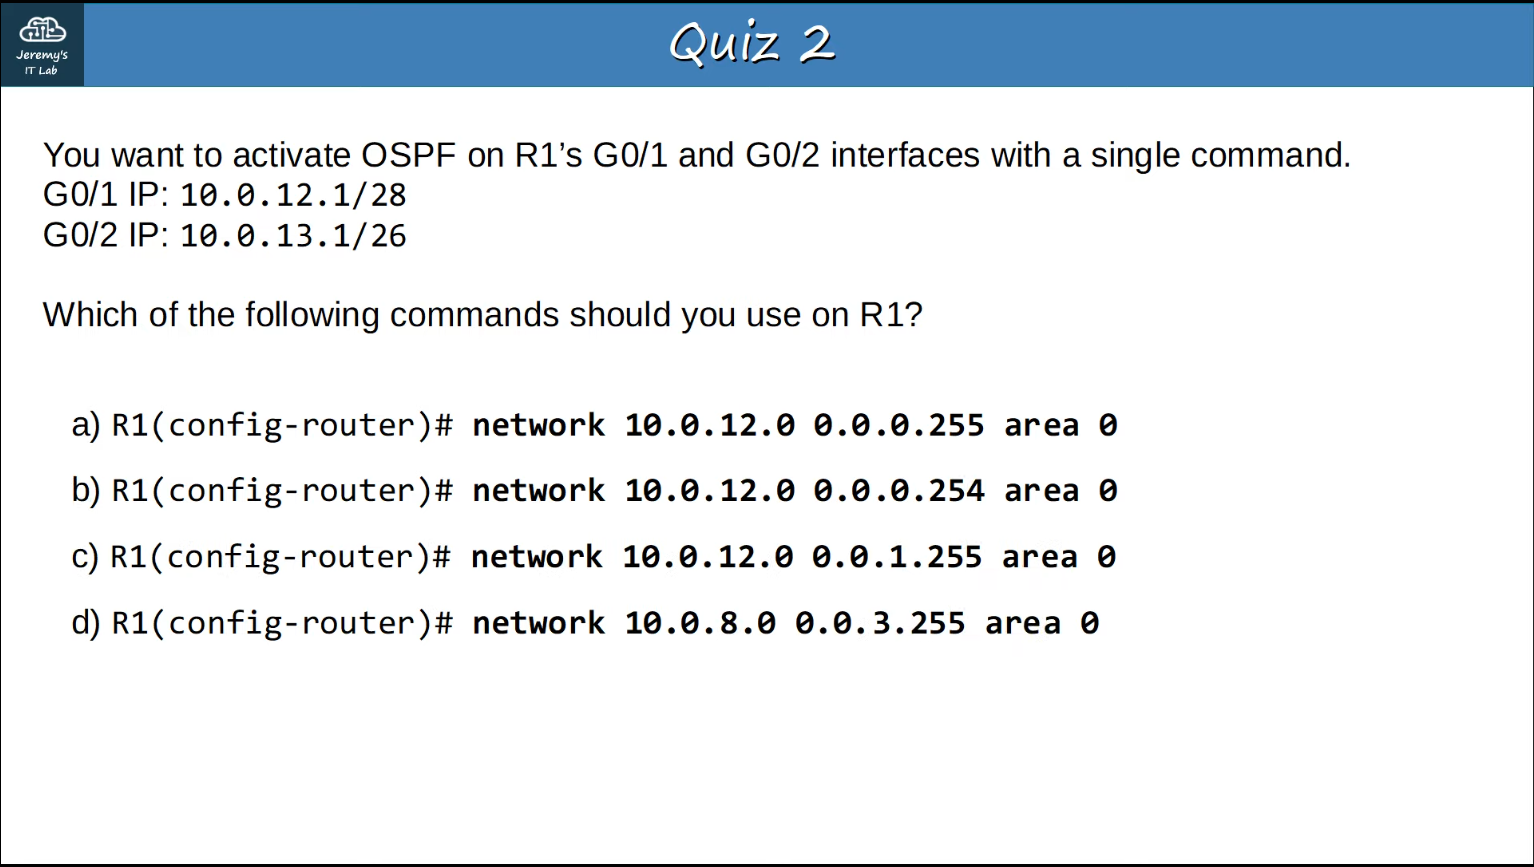 Jeremy's
IT Lab
Quiz 2
You want to activate OSPF on R1’s G0/1 and G0/2 interfaces with a single command.
G0/1 IP: 10.0.12.1/28
G0/2 IP: 10.0.13.1/26
Which of the following commands should you use on R1?
a) R1(config-router)# network 10.0.12.0 0.0.0.255 area 0
b) R1(config-router)# network 10.0.12.0 0.0.0.254 area 0
c) R1(config-router)# network 10.0.12.0 0.0.1.255 area 0
d) R1(config-router)# network 10.0.8.0 0.0.3.255 area 0